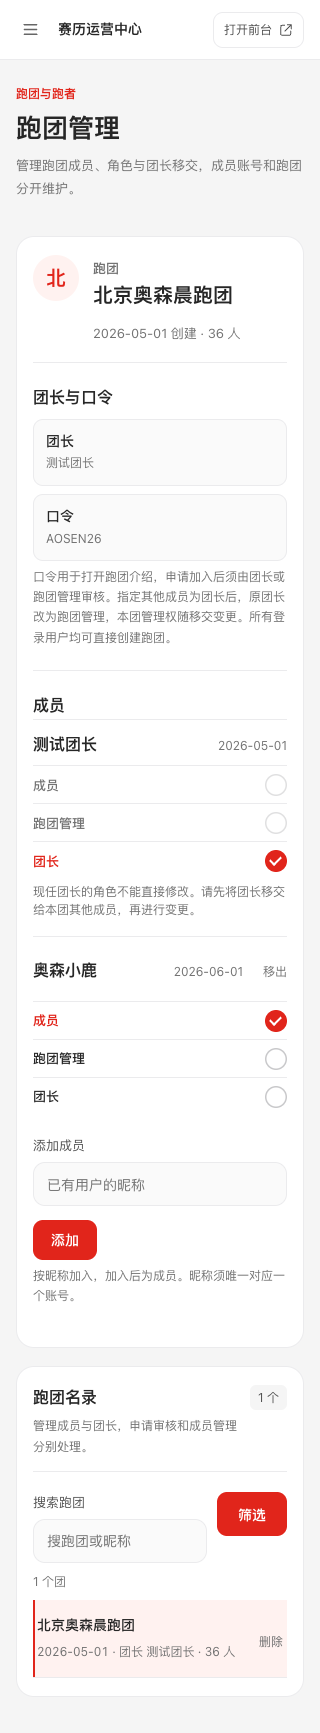 赛历运营中心
打开前台
跑团与跑者
跑团管理
管理跑团成员、角色与团长移交，成员账号和跑团
分开维护。
北
跑团
北京奥森晨跑团
2026-05-01 创建 · 36 人
团长与口令
团长
测试团长
口令
AOSEN26
口令用于打开跑团介绍，申请加入后须由团长或
跑团管理审核。指定其他成员为团长后，原团长
改为跑团管理，本团管理权随移交变更。所有登
录用户均可直接创建跑团。
成员
测试团长 2026-05-01
成员
跑团管理
团长
现任团长的角色不能直接修改。请先将团长移交
给本团其他成员，再进行变更。
奥森小鹿 2026-06-01 移出
成员
跑团管理
团长
添加成员
已有用户的昵称
添加
按昵称加入，加入后为成员。昵称须唯一对应一
个账号。
跑团名录 1 个
管理成员与团长，申请审核和成员管理
分别处理。
搜索跑团
搜跑团或昵称
筛选
1 个团
北京奥森晨跑团
2026-05-01 · 团长 测试团长 · 36 人
删除